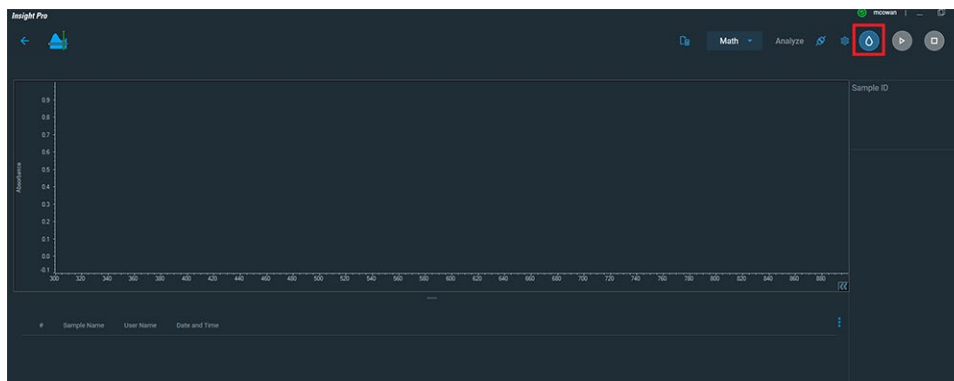 Insight Pro
mcowan
Math
Analyze
Sample ID
Absorbance
0.9
0.8
0.7
0.6
0.5
0.4
0.3
0.2
0.1
0.0
-0.1
300 320 340 360 380 400 420 440 460 480 500 520 540 560 580 600 620 640 660 680 700 720 740 760 780 800 820 840 860 880
# Sample Name User Name Date and Time